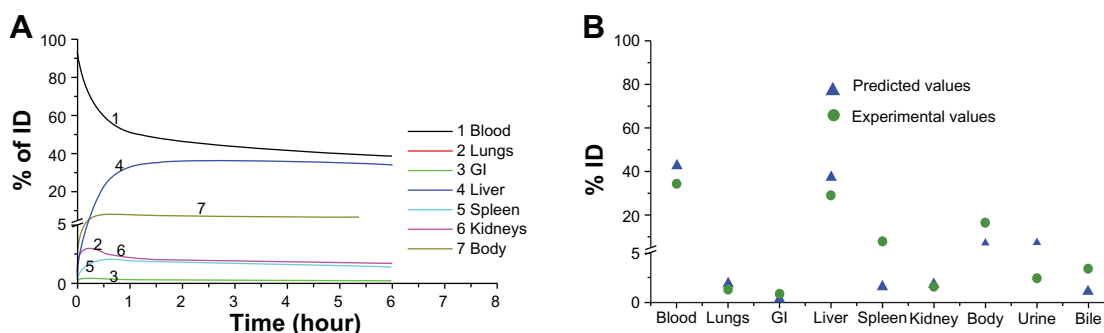 A
% of ID
100
80
60
40
20
5
0
0
1
2
3
4
5
6
7
8
Time (hour)
1
4
7
2
6
5
3
1 Blood
2 Lungs
3 GI
4 Liver
5 Spleen
6 Kidneys
7 Body
B
% ID
100
80
60
40
20
5
0
Predicted values
Experimental values
Blood Lungs GI Liver Spleen Kidney Body Urine Bile